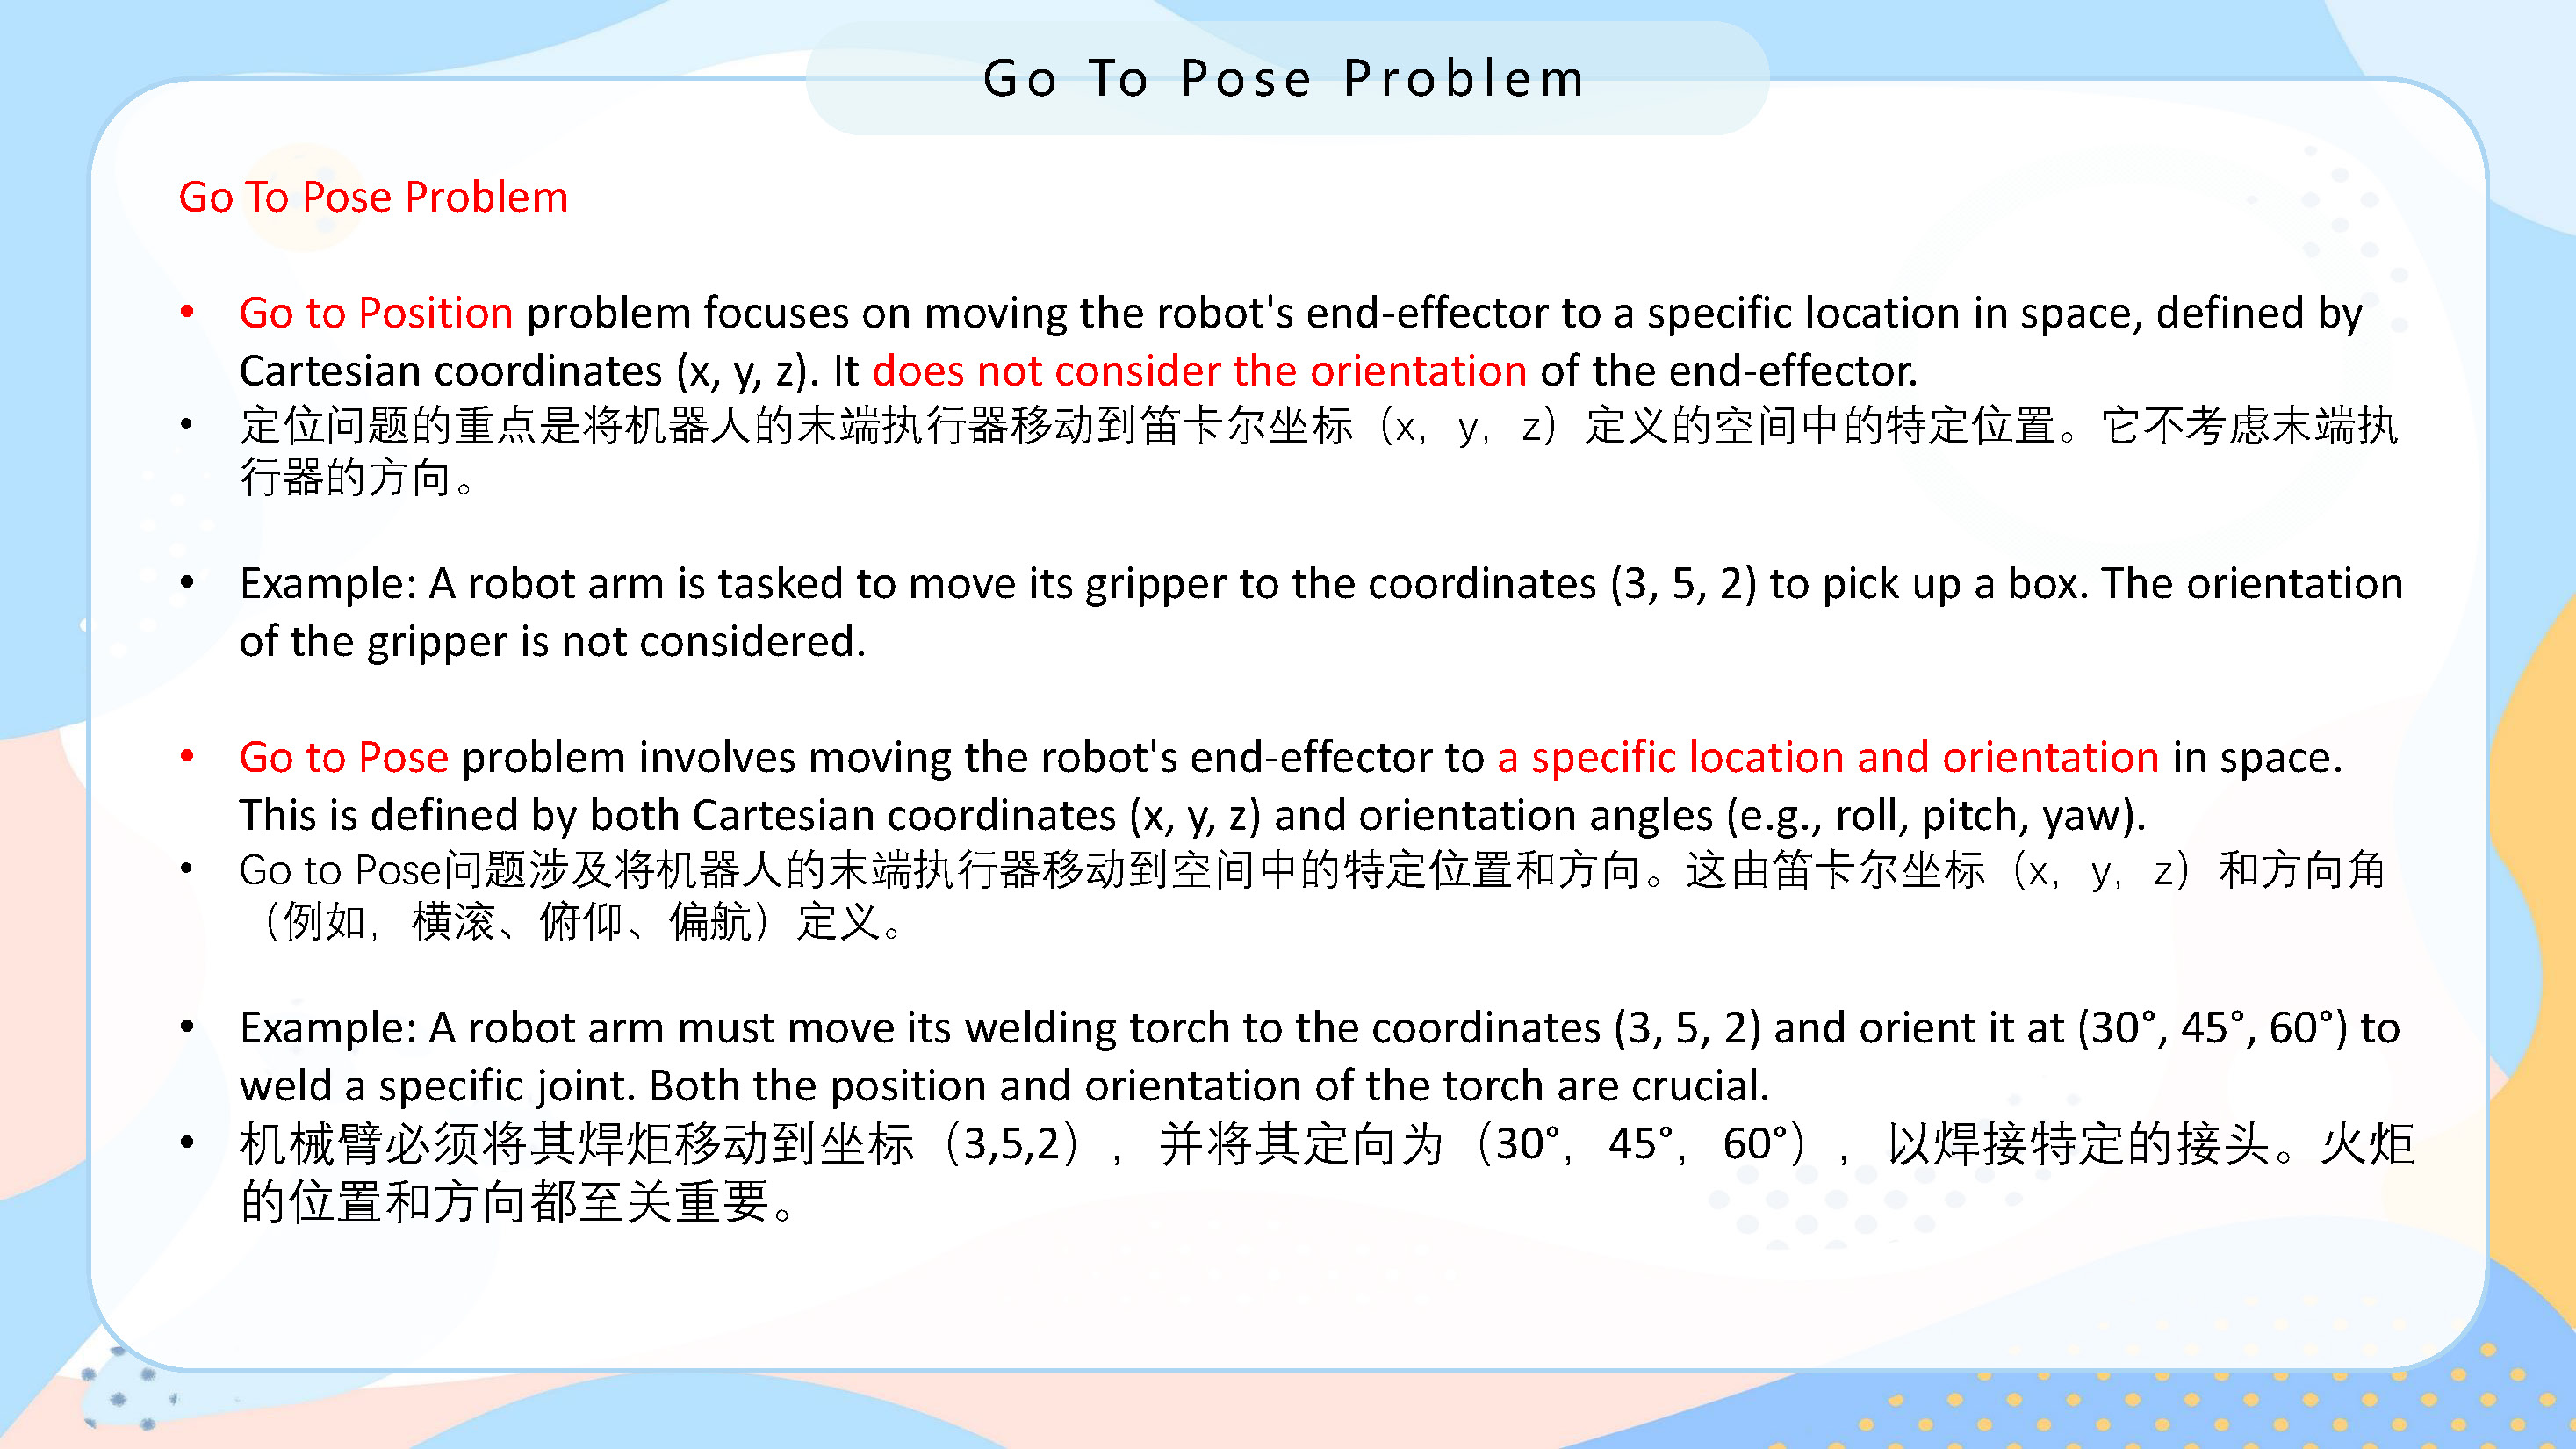 Go To Pose Problem
Go To Pose Problem
• Go to Position problem focuses on moving the robot's end-effector to a specific location in space, defined by
Cartesian coordinates (x, y, z). It does not consider the orientation of the end-effector.
• 定位问题的重点是将机器人的末端执行器移动到笛卡尔坐标（x，y，z）定义的空间中的特定位置。它不考虑末端执
行器的方向。
• Example: A robot arm is tasked to move its gripper to the coordinates (3, 5, 2) to pick up a box. The orientation
of the gripper is not considered.
• Go to Pose problem involves moving the robot's end-effector to a specific location and orientation in space.
This is defined by both Cartesian coordinates (x, y, z) and orientation angles (e.g., roll, pitch, yaw).
• Go to Pose问题涉及将机器人的末端执行器移动到空间中的特定位置和方向。这由笛卡尔坐标（x，y，z）和方向角
（例如，横滚、俯仰、偏航）定义。
• Example: A robot arm must move its welding torch to the coordinates (3, 5, 2) and orient it at (30°, 45°, 60°) to
weld a specific joint. Both the position and orientation of the torch are crucial.
• 机械臂必须将其焊炬移动到坐标（3,5,2），并将其定向为（30°，45°，60°），以焊接特定的接头。火炬
的位置和方向都至关重要。